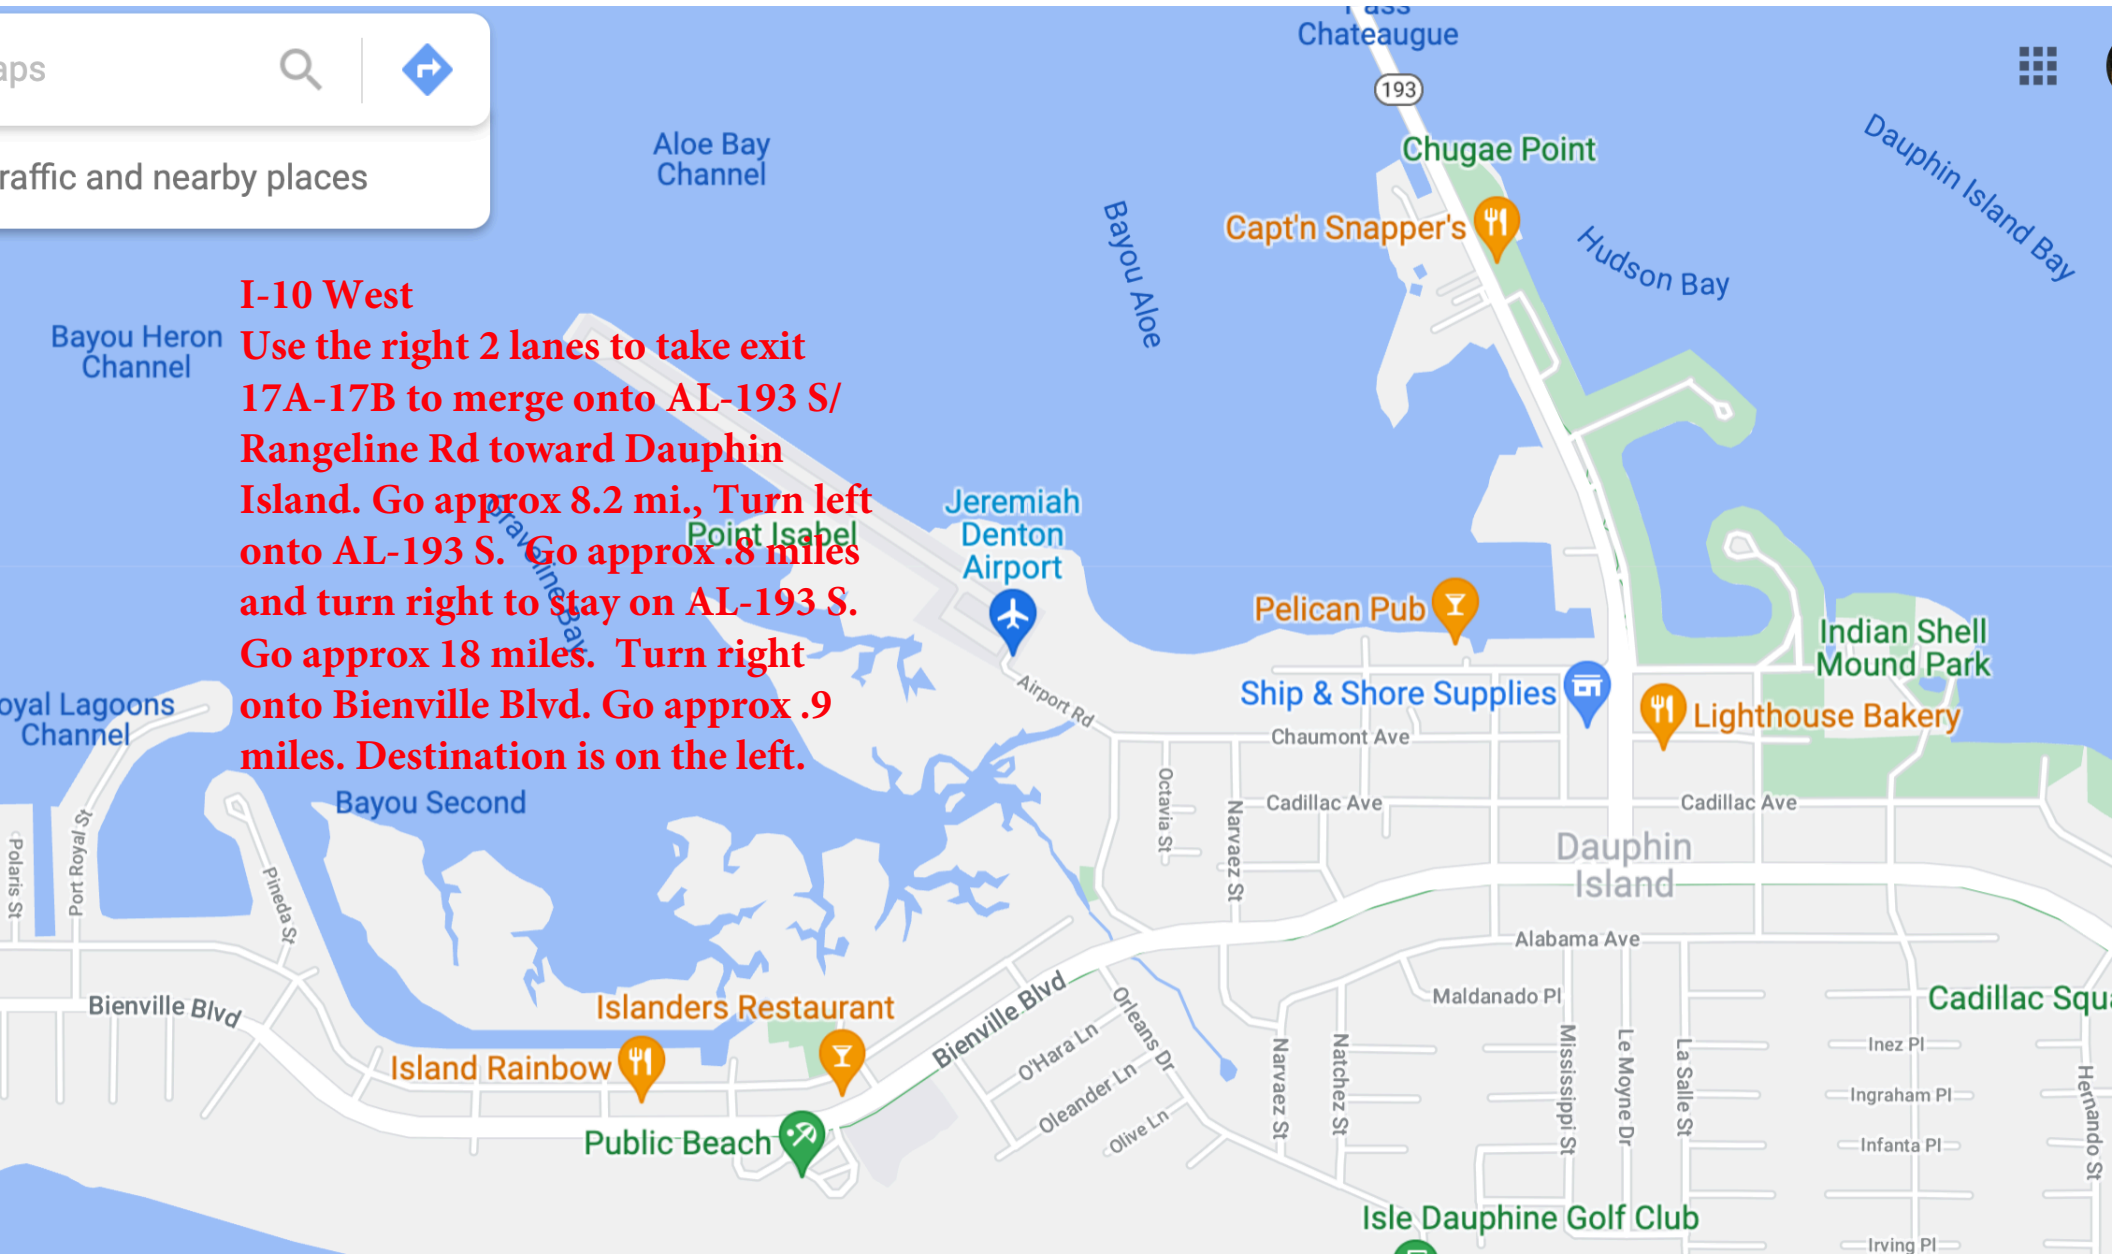 Pass
Chateaugue
aps
193
Aloe Bay
Channel
Chugae Point
Dauphin Island Bay
raffic and nearby places
Bayou Aloe
Capt'n Snapper's
Hudson Bay
Bayou Heron
Channel
I-10 West
Use the right 2 lanes to take exit
17A-17B to merge onto AL-193 S/
Rangeline Rd toward Dauphin
Island. Go approx 8.2 mi., Turn left
onto AL-193 S.  Go approx .8 miles
and turn right to stay on AL-193 S.
Go approx 18 miles.  Turn right
onto Bienville Blvd. Go approx .9
miles. Destination is on the left.
Graveline Bay
Point Isabel
Jeremiah
Denton
Airport
Pelican Pub
Indian Shell
Mound Park
oyal Lagoons
Channel
Airport Rd
Ship & Shore Supplies
Lighthouse Bakery
Chaumont Ave
Bayou Second
Octavia St
Narvaez St
Cadillac Ave
Cadillac Ave
Polaris St
Port Royal St
Pineda St
Dauphin
Island
Alabama Ave
Bienville Blvd
Islanders Restaurant
Bienville Blvd
Orleans Dr
Maldanado Pl
Cadillac Squ
Island Rainbow
O'Hara Ln
Oleander Ln
Olive Ln
Narvaez St
Natchez St
Mississippi St
Le Moyne Dr
La Salle St
Inez Pl
Ingraham Pl
Infanta Pl
Hernando St
Public Beach
Isle Dauphine Golf Club
Irving Pl